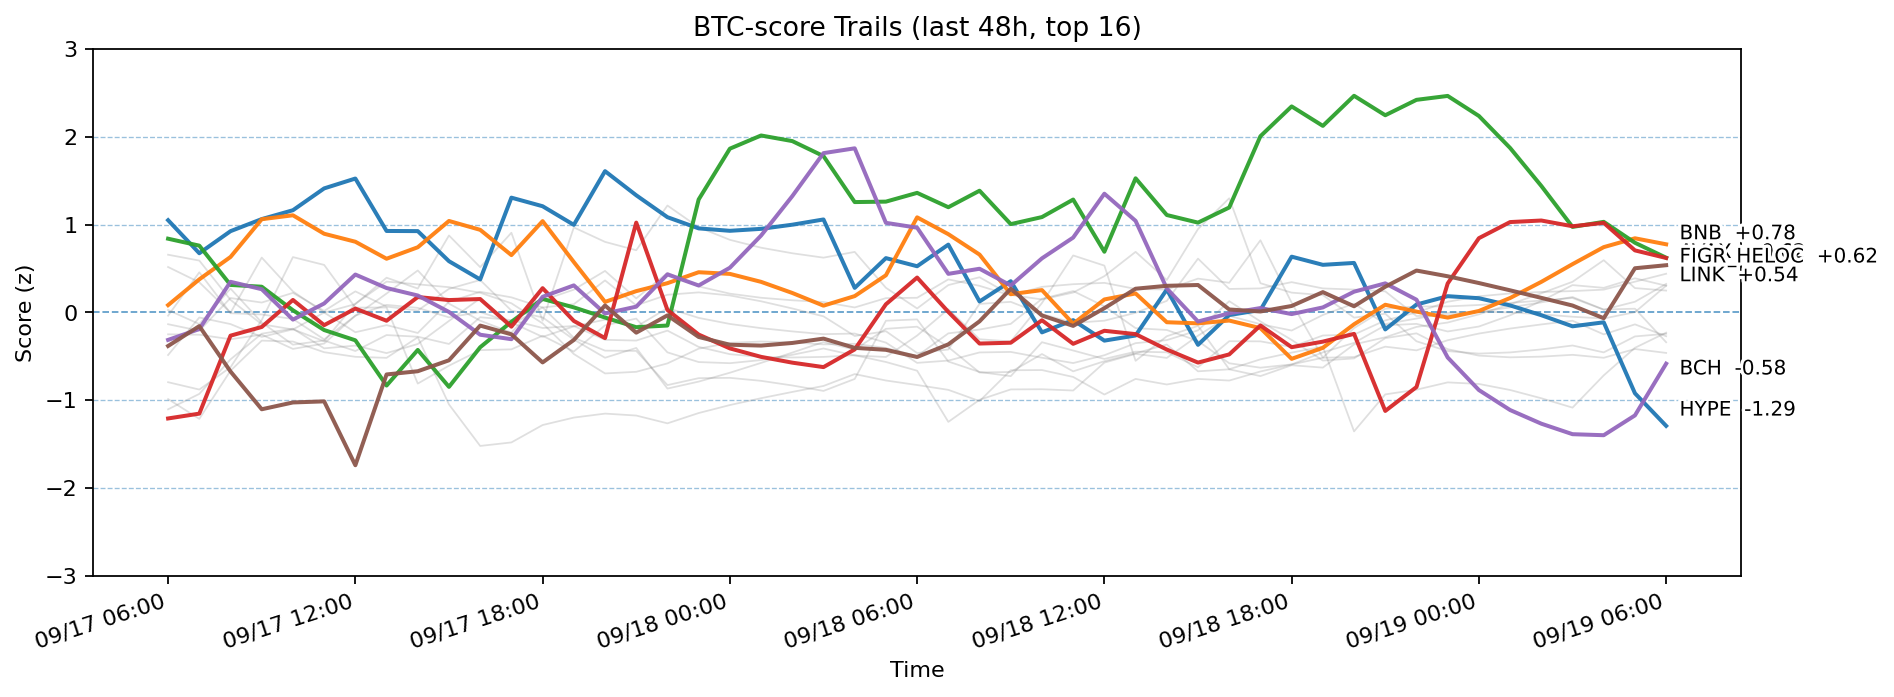 BTC-score Trails (last 48h, top 16)
Score (z)
3
2
1
0
−1
−2
−3
BNB +0.78
FIGR_HELOC +0.62
LINK +0.54
BCH -0.58
HYPE -1.29
09/17 06:00
09/17 12:00
09/17 18:00
09/18 00:00
09/18 06:00
09/18 12:00
09/18 18:00
09/19 00:00
09/19 06:00
Time